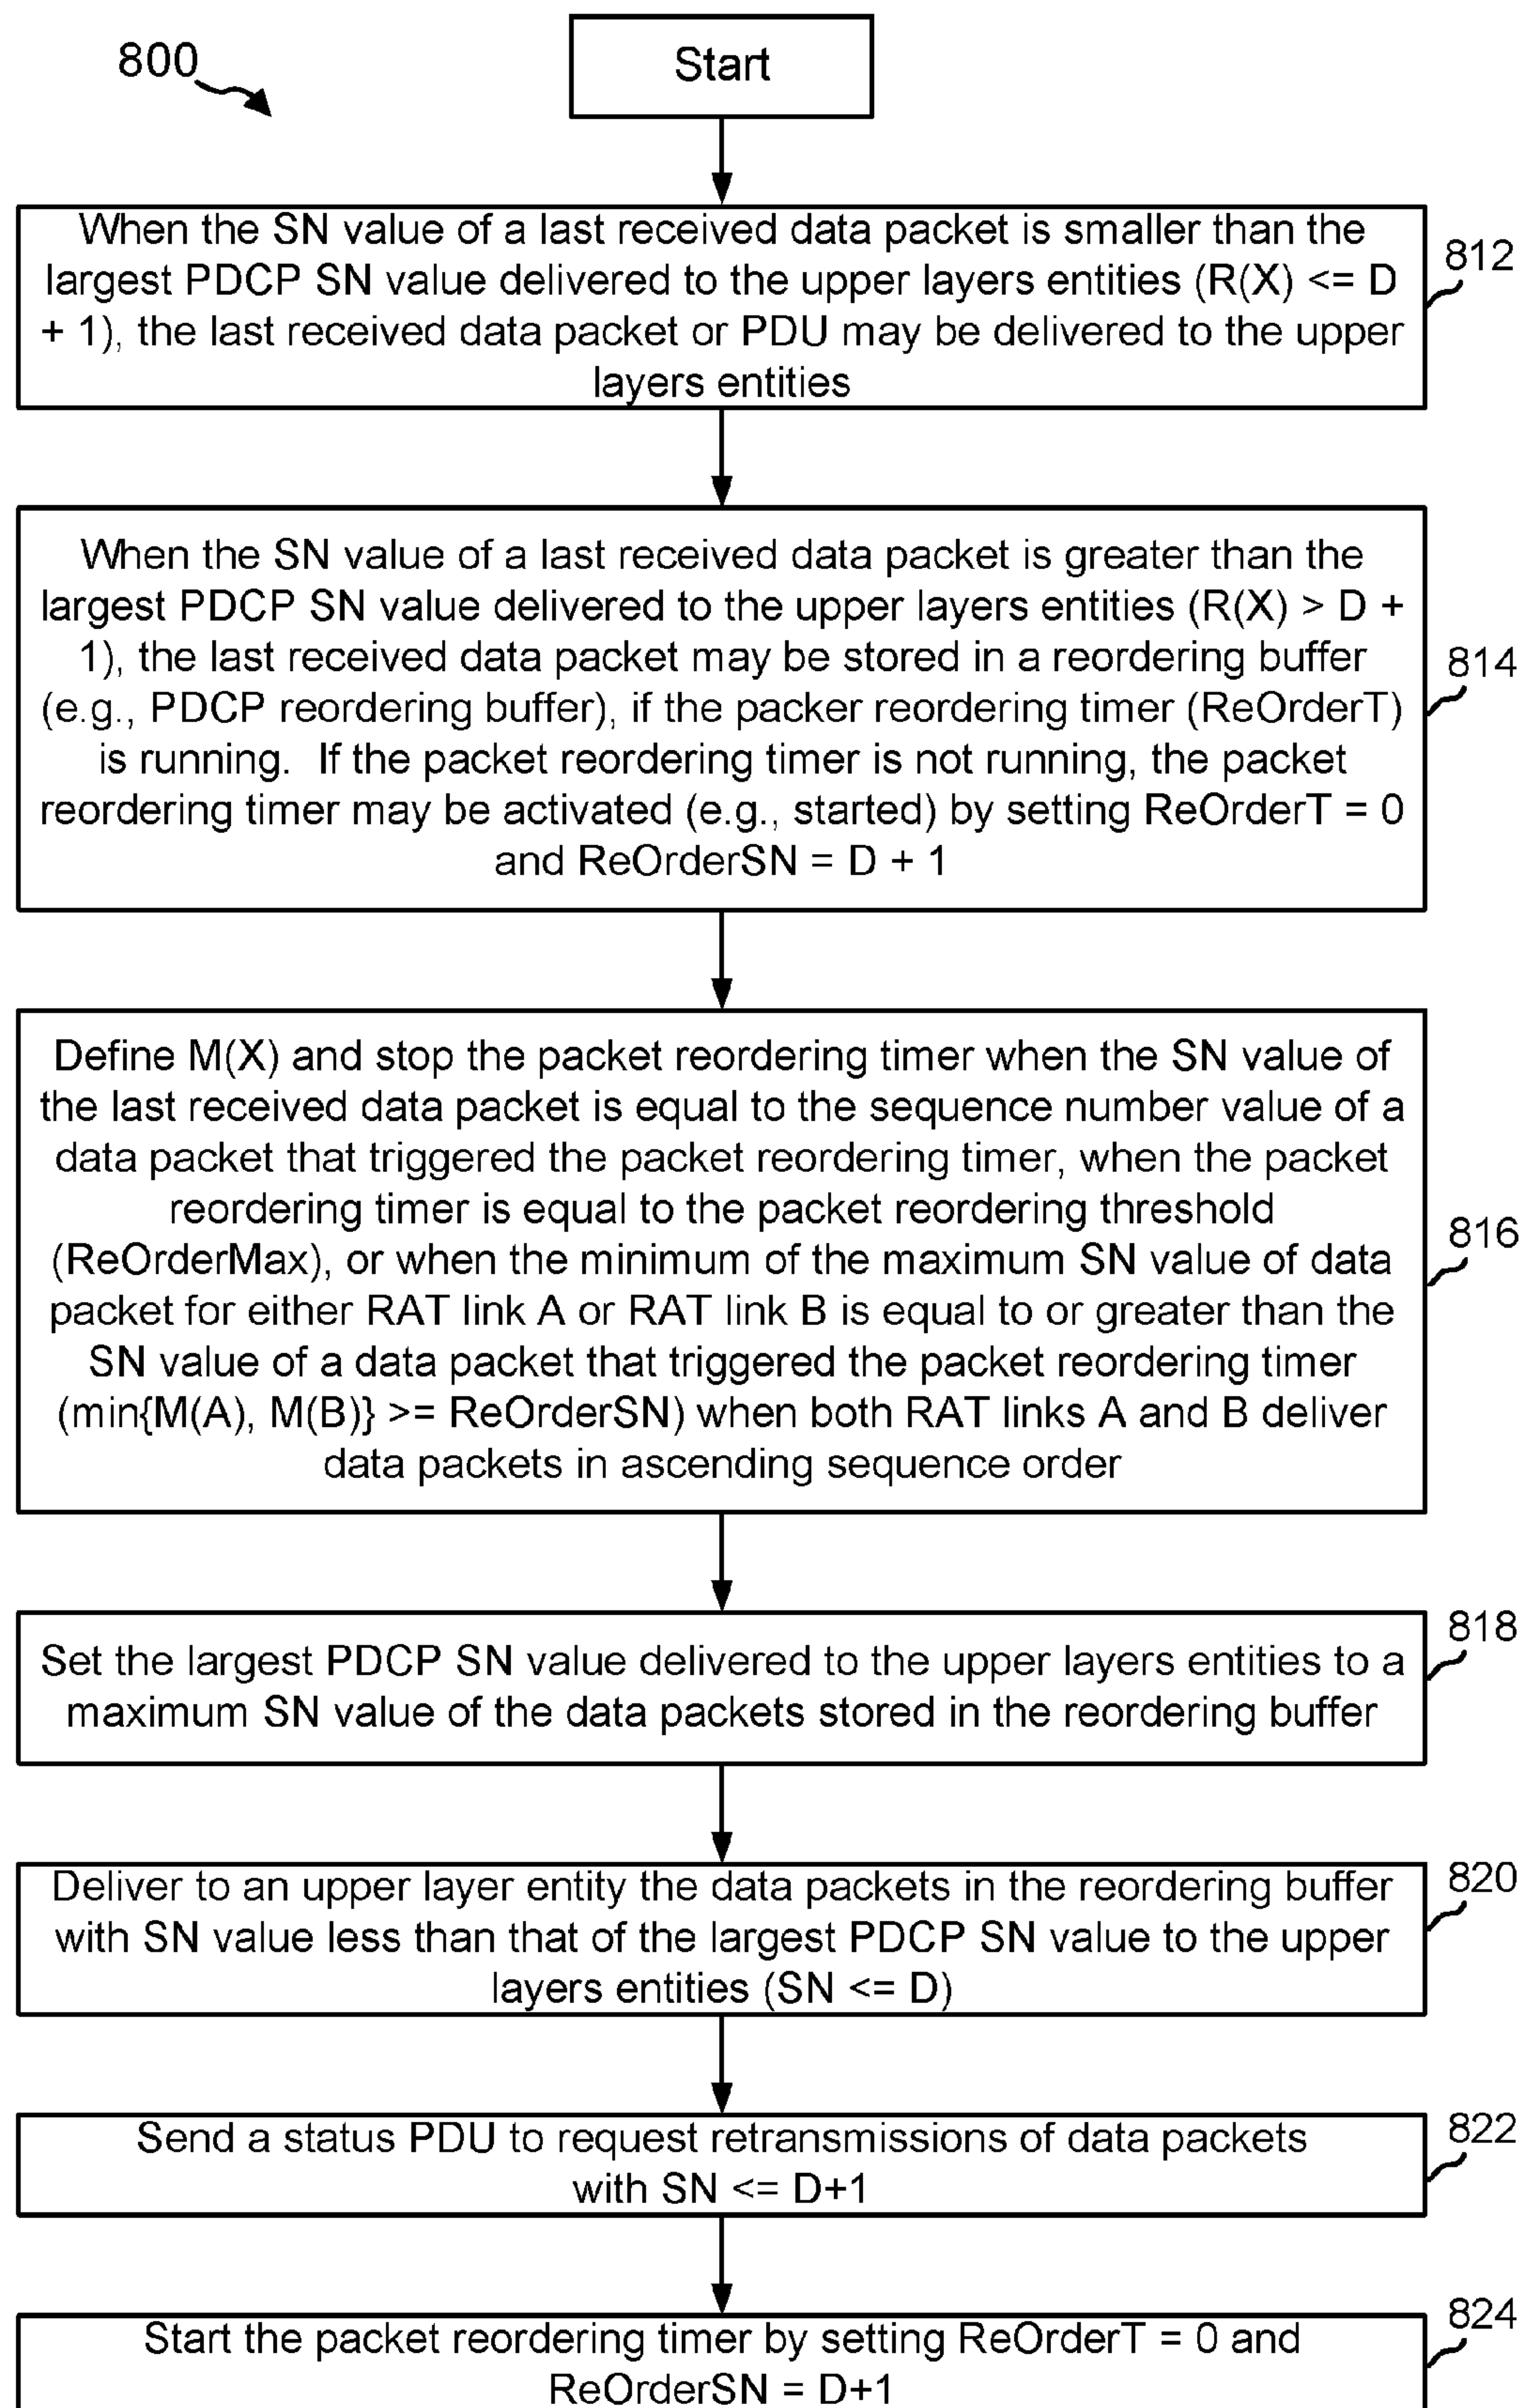 800
Start
When the SN value of a last received data packet is smaller than the
largest PDCP SN value delivered to the upper layers entities (R(X) <= D
+ 1), the last received data packet or PDU may be delivered to the upper
layers entities
812
When the SN value of a last received data packet is greater than the
largest PDCP SN value delivered to the upper layers entities (R(X) > D +
1), the last received data packet may be stored in a reordering buffer
(e.g., PDCP reordering buffer), if the packer reordering timer (ReOrderT)
is running. If the packet reordering timer is not running, the packet
reordering timer may be activated (e.g., started) by setting ReOrderT = 0
and ReOrderSN = D + 1
814
Define M(X) and stop the packet reordering timer when the SN value of
the last received data packet is equal to the sequence number value of a
data packet that triggered the packet reordering timer, when the packet
reordering timer is equal to the packet reordering threshold
(ReOrderMax), or when the minimum of the maximum SN value of data
packet for either RAT link A or RAT link B is equal to or greater than the
SN value of a data packet that triggered the packet reordering timer
(min{M(A), M(B)} >= ReOrderSN) when both RAT links A and B deliver
data packets in ascending sequence order
816
Set the largest PDCP SN value delivered to the upper layers entities to a
maximum SN value of the data packets stored in the reordering buffer
818
Deliver to an upper layer entity the data packets in the reordering buffer
with SN value less than that of the largest PDCP SN value to the upper
layers entities (SN <= D)
820
Send a status PDU to request retransmissions of data packets
with SN <= D+1
822
Start the packet reordering timer by setting ReOrderT = 0 and
ReOrderSN = D+1
824